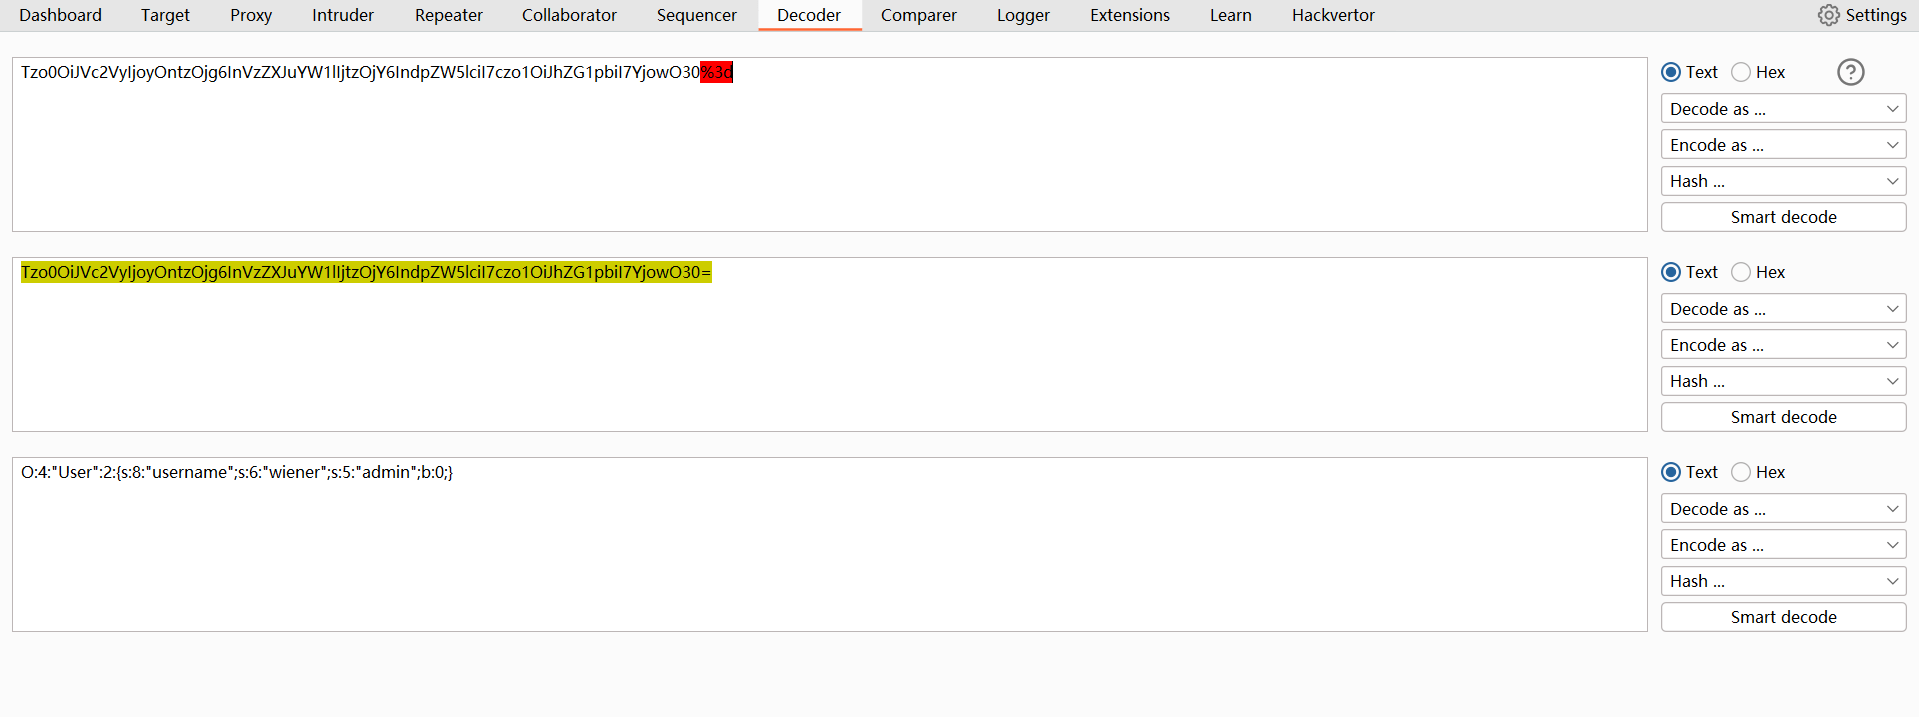 Dashboard Target Proxy Intruder Repeater Collaborator Sequencer Decoder Comparer Logger Extensions Learn Hackvertor Settings
Tzo0OiJVc2VyIjoyOntzOjg6InVzZXJuYW1lIjtzOjY6IndpZW5lciI7czo1OiJhZG1pbiI7YjowO30%3d
Text Hex ?
Decode as ...
Encode as ...
Hash ...
Smart decode
Tzo0OiJVc2VyIjoyOntzOjg6InVzZXJuYW1lIjtzOjY6IndpZW5lciI7czo1OiJhZG1pbiI7YjowO30=
Text Hex
Decode as ...
Encode as ...
Hash ...
Smart decode
O:4:"User":2:{s:8:"username";s:6:"wiener";s:5:"admin";b:0;}
Text Hex
Decode as ...
Encode as ...
Hash ...
Smart decode